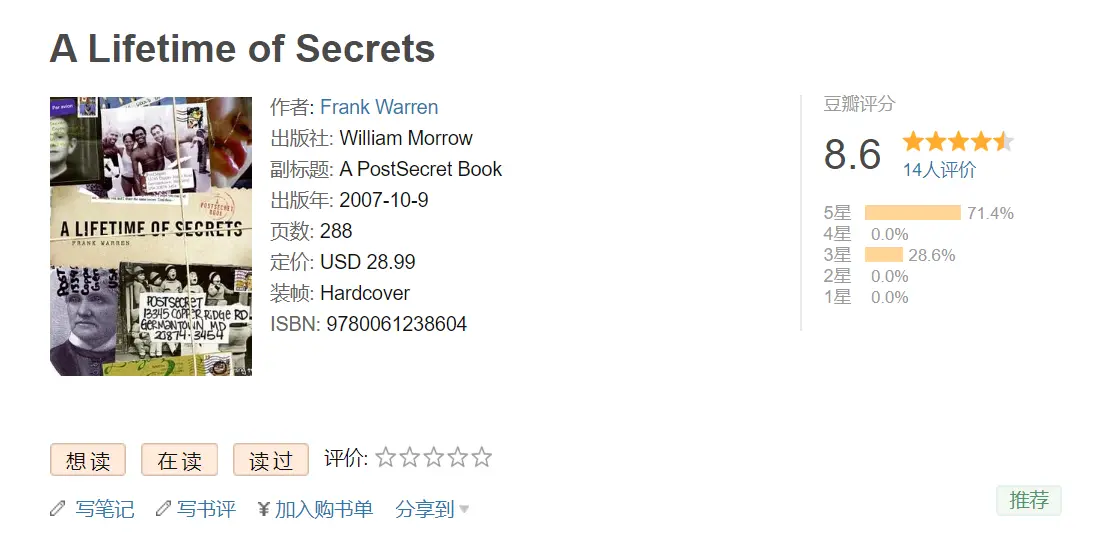 A Lifetime of Secrets
Par avion
POSTSECRET
BOOK
A LIFETIME OF SECRETS
FRANK WARREN
POSTSECRET
13345 COPPER RIDGE RD.
GERMANTOWN MD
20874-3454
作者: Frank Warren
出版社: William Morrow
副标题: A PostSecret Book
出版年: 2007-10-9
页数: 288
定价: USD 28.99
装帧: Hardcover
ISBN: 9780061238604
豆瓣评分
8.6
14人评价
5星 71.4%
4星 0.0%
3星 28.6%
2星 0.0%
1星 0.0%
想读 在读 读过 评价:
写笔记 写书评 ¥加入购书单 分享到
推荐